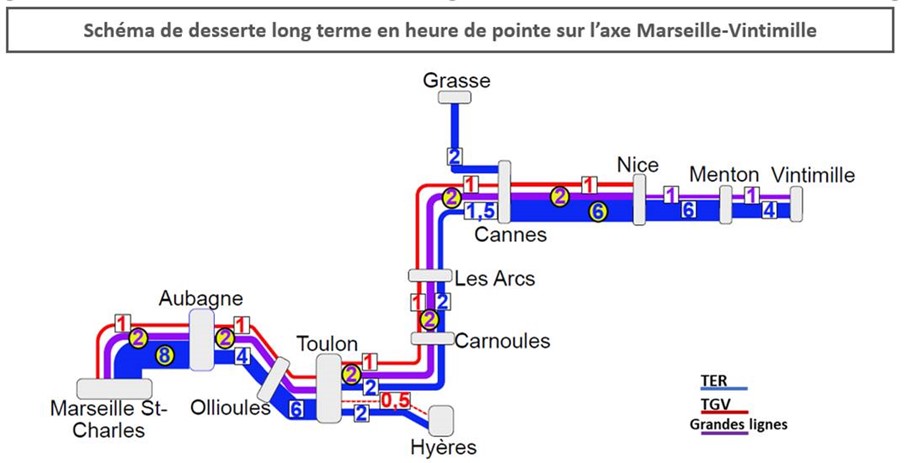 Schéma de desserte long terme en heure de pointe sur l’axe Marseille-Vintimille
Grasse
2
Nice
Menton
Vintimille
1
1
2
2
1
1
1,5
6
6
4
Cannes
Les Arcs
1
2
2
Carnoules
Aubagne
1
1
2
2
8
4
Toulon
1
2
2
Marseille St-
Charles
Ollioules
6
0,5
2
Hyères
TER
TGV
Grandes lignes